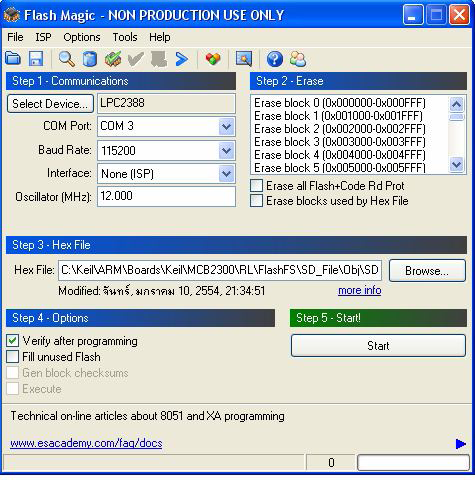 Flash Magic - NON PRODUCTION USE ONLY
File ISP Options Tools Help
Step 1 - Communications
Select Device... LPC2388
COM Port: COM 3
Baud Rate: 115200
Interface: None (ISP)
Oscillator (MHz): 12.000
Step 2 - Erase
Erase block 0 (0x000000-0x000FFF)
Erase block 1 (0x001000-0x001FFF)
Erase block 2 (0x002000-0x002FFF)
Erase block 3 (0x003000-0x003FFF)
Erase block 4 (0x004000-0x004FFF)
Erase block 5 (0x005000-0x005FFF)
Erase all Flash+Code Rd Prot
Erase blocks used by Hex File
Step 3 - Hex File
Hex File: C:\Keil\ARM\Boards\Keil\MCB2300\RL\FlashFS\SD_File\Obj\SD Browse...
Modified: จันทร์, มกราคม 10, 2554, 21:34:51 more info
Step 4 - Options
Verify after programming
Fill unused Flash
Gen block checksums
Execute
Step 5 - Start!
Start
Technical on-line articles about 8051 and XA programming
www.esacademy.com/faq/docs
0